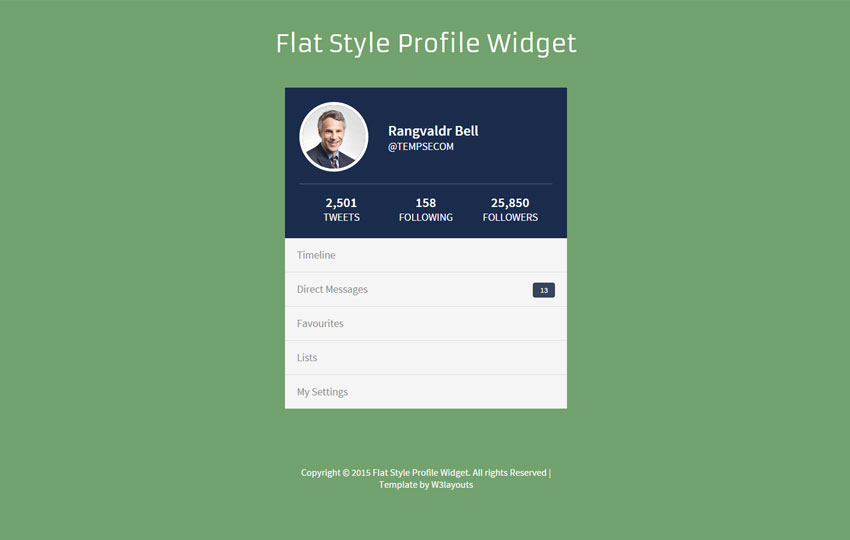 Flat Style Profile Widget
Rangvaldr Bell
@TEMPSECOM
2,501
TWEETS
158
FOLLOWING
25,850
FOLLOWERS
Timeline
Direct Messages
13
Favourites
Lists
My Settings
Copyright © 2015 Flat Style Profile Widget. All rights Reserved |
Template by W3layouts